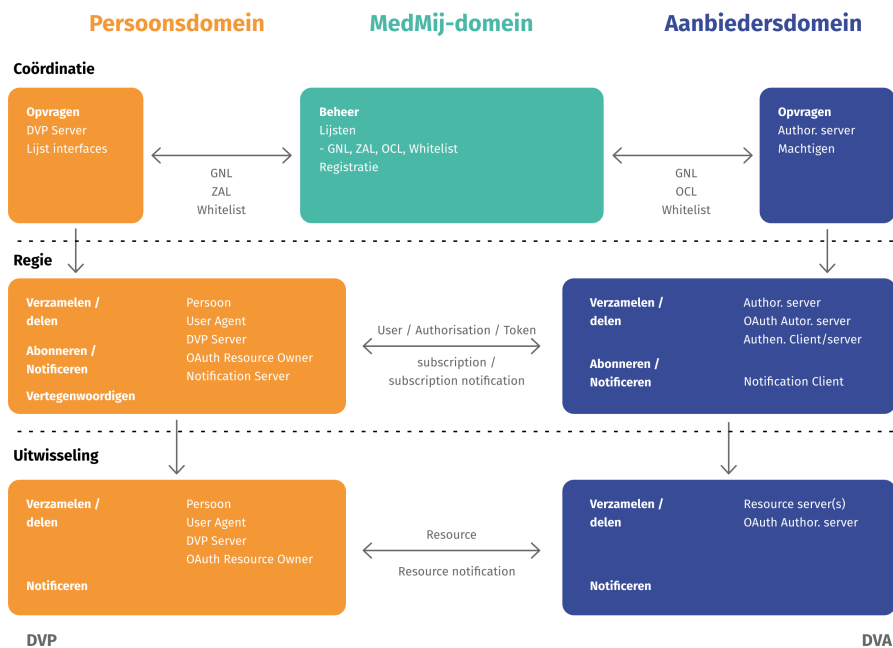 Persoonsdomein
MedMij-domein
Aanbiedersdomein
Coördinatie
Opvragen
DVP Server
Lijst interfaces
GNL
ZAL
Whitelist
Beheer
Lijsten
- GNL, ZAL, OCL, Whitelist
Registratie
GNL
OCL
Whitelist
Opvragen
Author. server
Machtigen
Regie
Verzamelen /
delen
Abonneren /
Notificeren
Vertegenwoordigen
Persoon
User Agent
DVP Server
OAuth Resource Owner
Notification Server
User / Authorisation / Token
subscription /
subscription notification
Verzamelen /
delen
Abonneren /
Notificeren
Author. server
OAuth Autor. server
Authen. Client/server
Notification Client
Uitwisseling
Verzamelen /
delen
Notificeren
Persoon
User Agent
DVP Server
OAuth Resource Owner
Resource
Resource notification
Verzamelen /
delen
Notificeren
Resource server(s)
OAuth Author. server
DVP
DVA